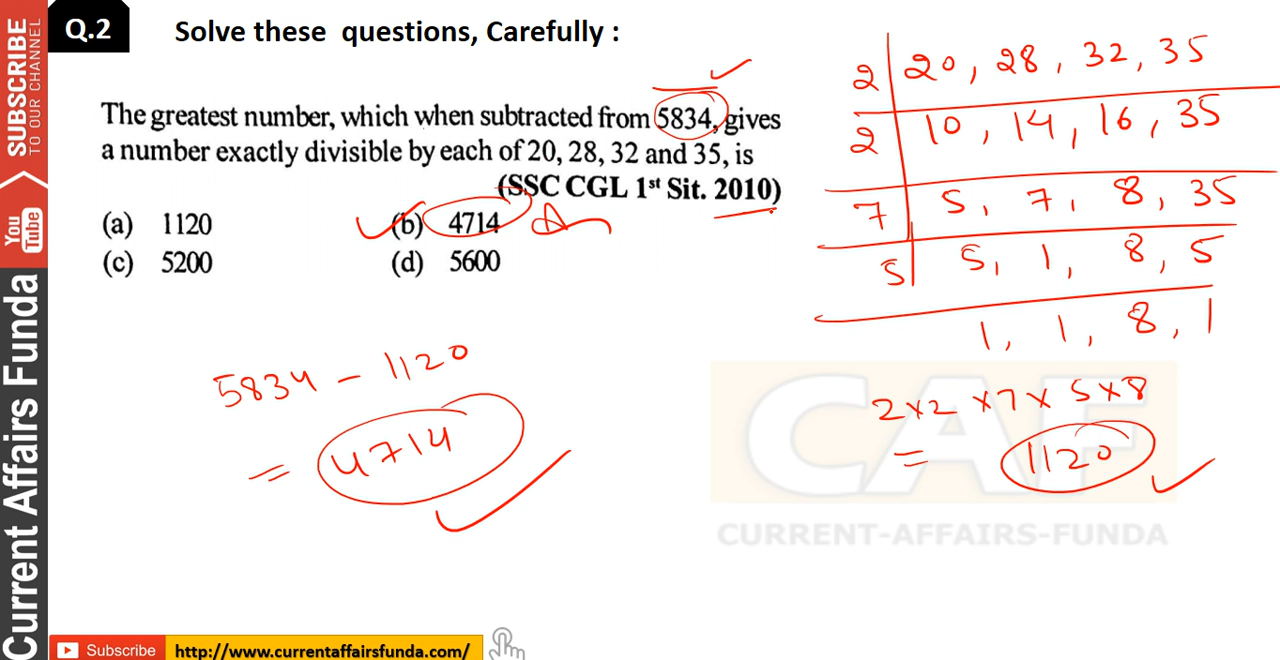 Q.2 Solve these questions, Carefully :
The greatest number, which when subtracted from 5834, gives
a number exactly divisible by each of 20, 28, 32 and 35, is
(SSC CGL 1st Sit. 2010)
(a) 1120 (b) 4714
(c) 5200 (d) 5600
5834 - 1120
= 4714
2 20, 28, 32, 35
2 10, 14, 16, 35
7 5, 7, 8, 35
5 5, 1, 8, 5
1, 1, 8, 1
2×2×7×5×8
= 1120
CAF
CURRENT-AFFAIRS-FUNDA
SUBSCRIBE
TO OUR CHANNEL
You
Tube
Current Affairs Funda
Subscribe http://www.currentaffairsfunda.com/